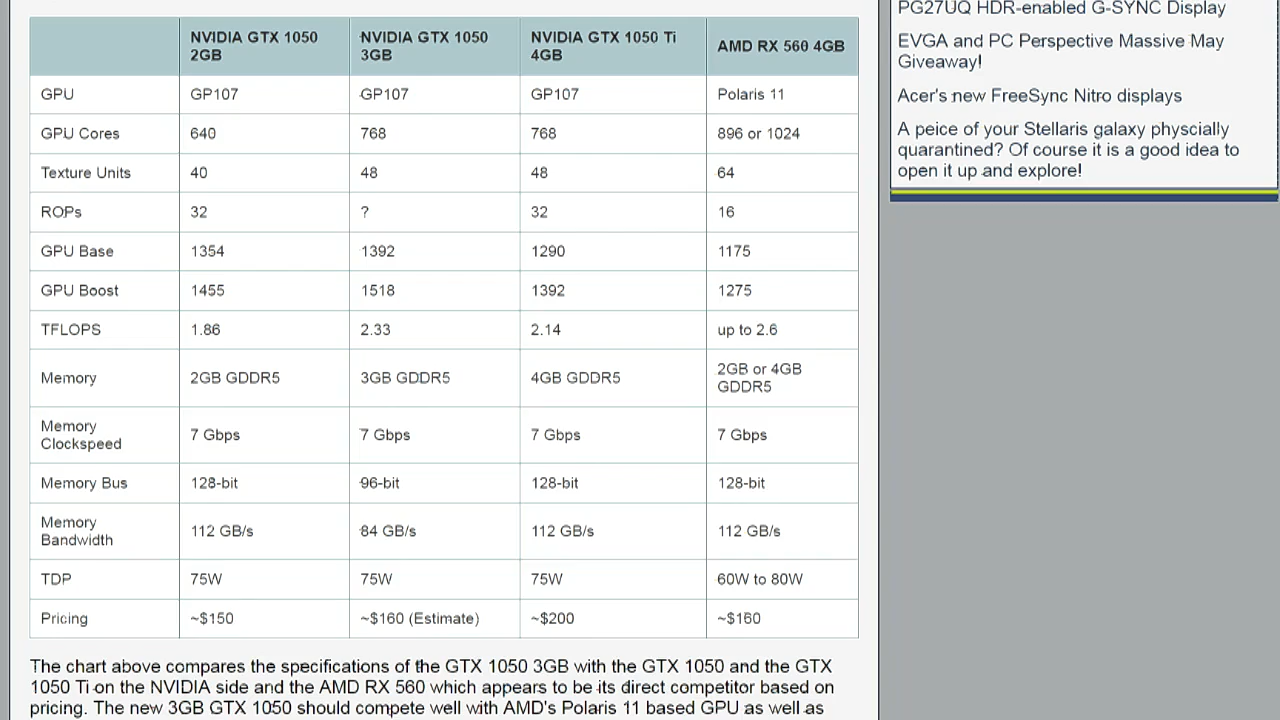 NVIDIA GTX 1050 2GB NVIDIA GTX 1050 3GB NVIDIA GTX 1050 Ti 4GB AMD RX 560 4GB
GPU GP107 GP107 GP107 Polaris 11
GPU Cores 640 768 768 896 or 1024
Texture Units 40 48 48 64
ROPs 32 ? 32 16
GPU Base 1354 1392 1290 1175
GPU Boost 1455 1518 1392 1275
TFLOPS 1.86 2.33 2.14 up to 2.6
Memory 2GB GDDR5 3GB GDDR5 4GB GDDR5 2GB or 4GB GDDR5
Memory Clockspeed 7 Gbps 7 Gbps 7 Gbps 7 Gbps
Memory Bus 128-bit 96-bit 128-bit 128-bit
Memory Bandwidth 112 GB/s 84 GB/s 112 GB/s 112 GB/s
TDP 75W 75W 75W 60W to 80W
Pricing ~$150 ~$160 (Estimate) ~$200 ~$160
The chart above compares the specifications of the GTX 1050 3GB with the GTX 1050 and the GTX
1050 Ti on the NVIDIA side and the AMD RX 560 which appears to be its direct competitor based on
pricing. The new 3GB GTX 1050 should compete well with AMD's Polaris 11 based GPU as well as
PG27UQ HDR-enabled G-SYNC Display
EVGA and PC Perspective Massive May
Giveaway!
Acer's new FreeSync Nitro displays
A peice of your Stellaris galaxy physcially
quarantined? Of course it is a good idea to
open it up and explore!